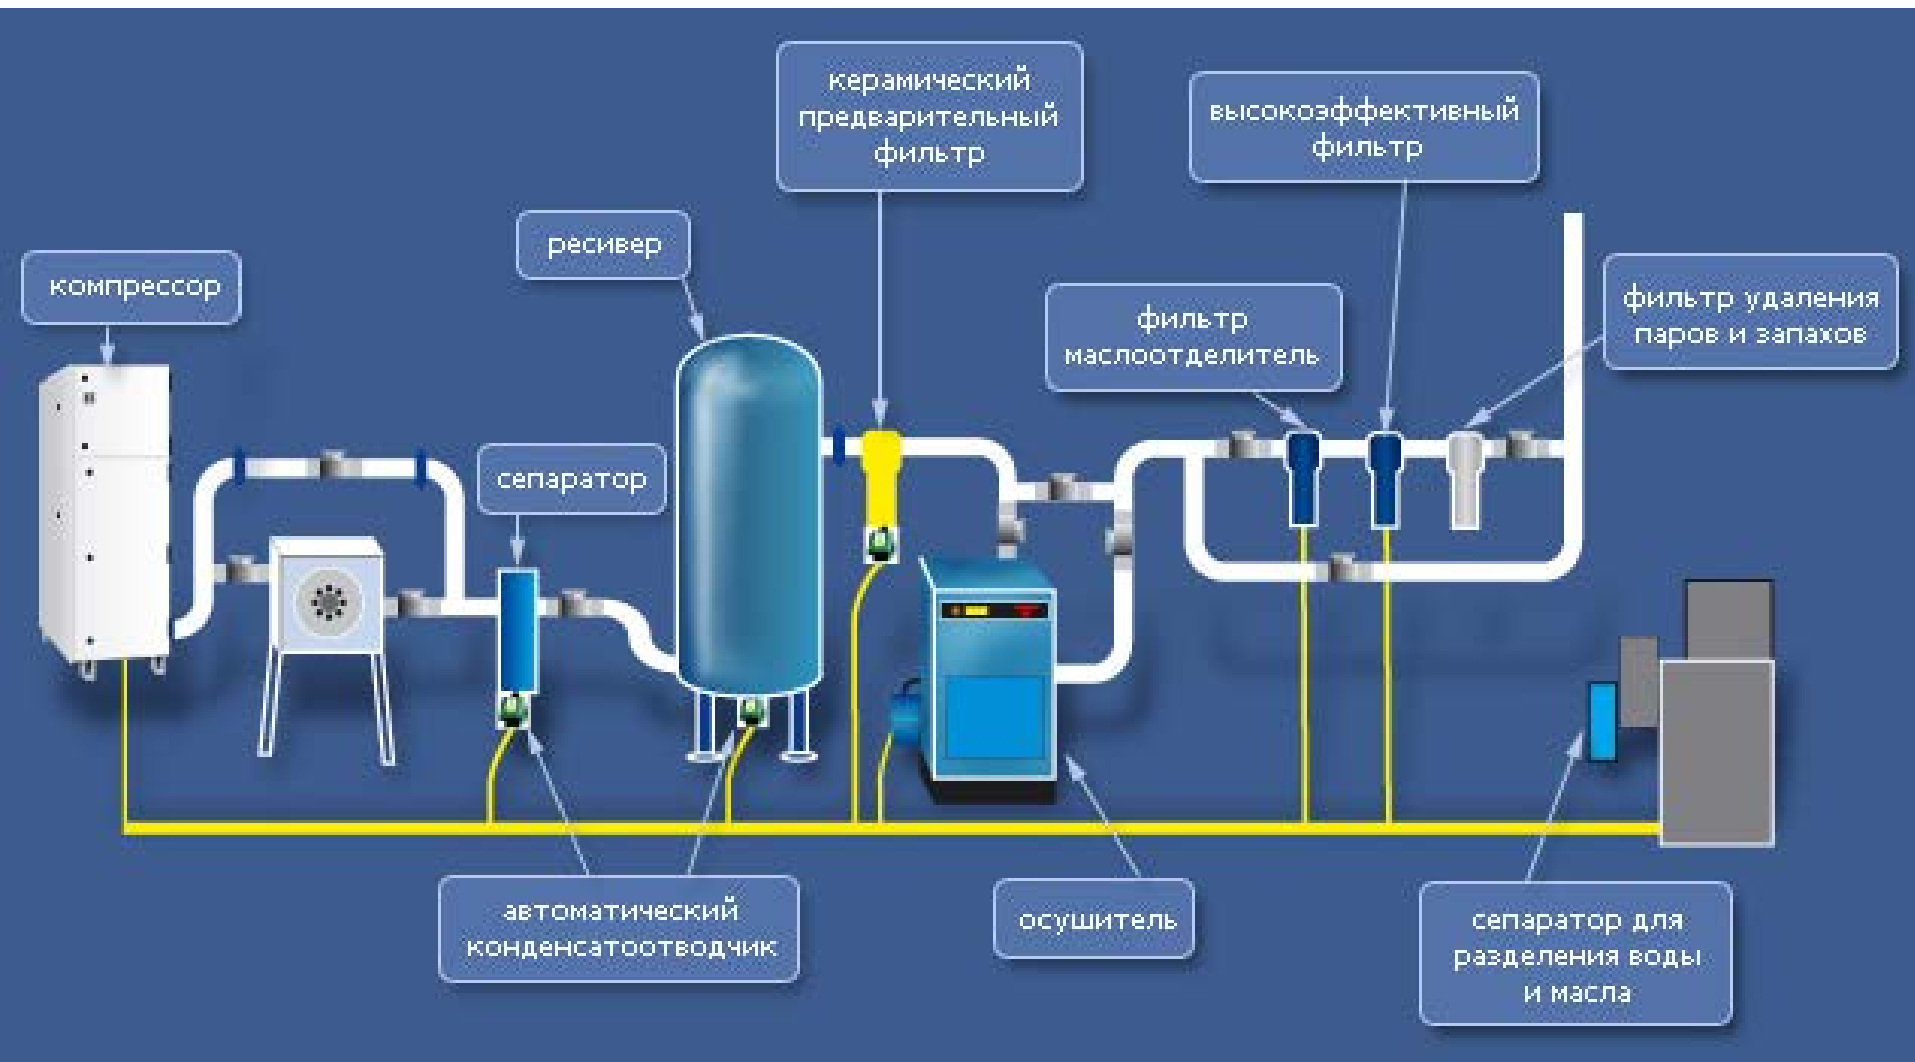 керамический
предварительный
фильтр
высокоэффективный
фильтр
ресивер
компрессор
фильтр
маслоотделитель
фильтр удаления
паров и запахов
сепаратор
автоматический
конденсатоотводчик
осушитель
сепаратор для
разделения воды
и масла